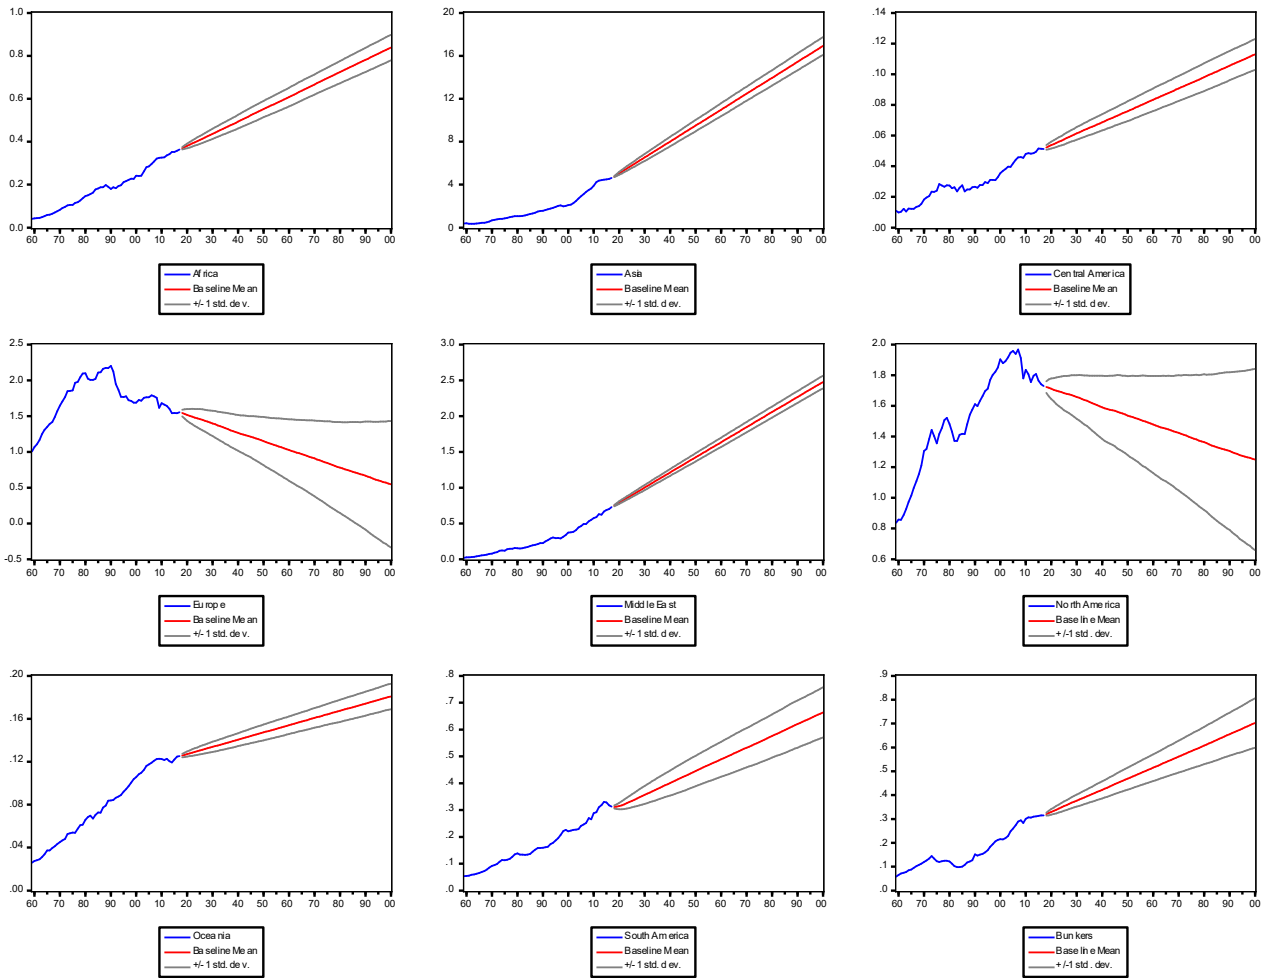 1.0
0.8
0.6
0.4
0.2
0.0
60 70 80 90 00 10 20 30 40 50 60 70 80 90 00
Africa
Baseline Mean
+/- 1 std. dev.
20
16
12
8
4
0
60 70 80 90 00 10 20 30 40 50 60 70 80 90 00
Asia
Baseline Mean
+/- 1 std. dev.
.14
.12
.10
.08
.06
.04
.02
.00
60 70 80 90 00 10 20 30 40 50 60 70 80 90 00
Central America
Baseline Mean
+/- 1 std. dev.
2.5
2.0
1.5
1.0
0.5
0.0
-0.5
60 70 80 90 00 10 20 30 40 50 60 70 80 90 00
Europe
Baseline Mean
+/- 1 std. dev.
3.0
2.5
2.0
1.5
1.0
0.5
0.0
60 70 80 90 00 10 20 30 40 50 60 70 80 90 00
Middle East
Baseline Mean
+/- 1 std. dev.
2.0
1.8
1.6
1.4
1.2
1.0
0.8
0.6
60 70 80 90 00 10 20 30 40 50 60 70 80 90 00
North America
Baseline Mean
+/-1 std. dev.
.20
.16
.12
.08
.04
.00
60 70 80 90 00 10 20 30 40 50 60 70 80 90 00
Oceania
Baseline Mean
+/- 1 std. dev.
.8
.7
.6
.5
.4
.3
.2
.1
.0
60 70 80 90 00 10 20 30 40 50 60 70 80 90 00
South America
Baseline Mean
+/- 1 std. dev.
.9
.8
.7
.6
.5
.4
.3
.2
.1
.0
60 70 80 90 00 10 20 30 40 50 60 70 80 90 00
Bunkers
Baseline Mean
+/-1 std. dev.